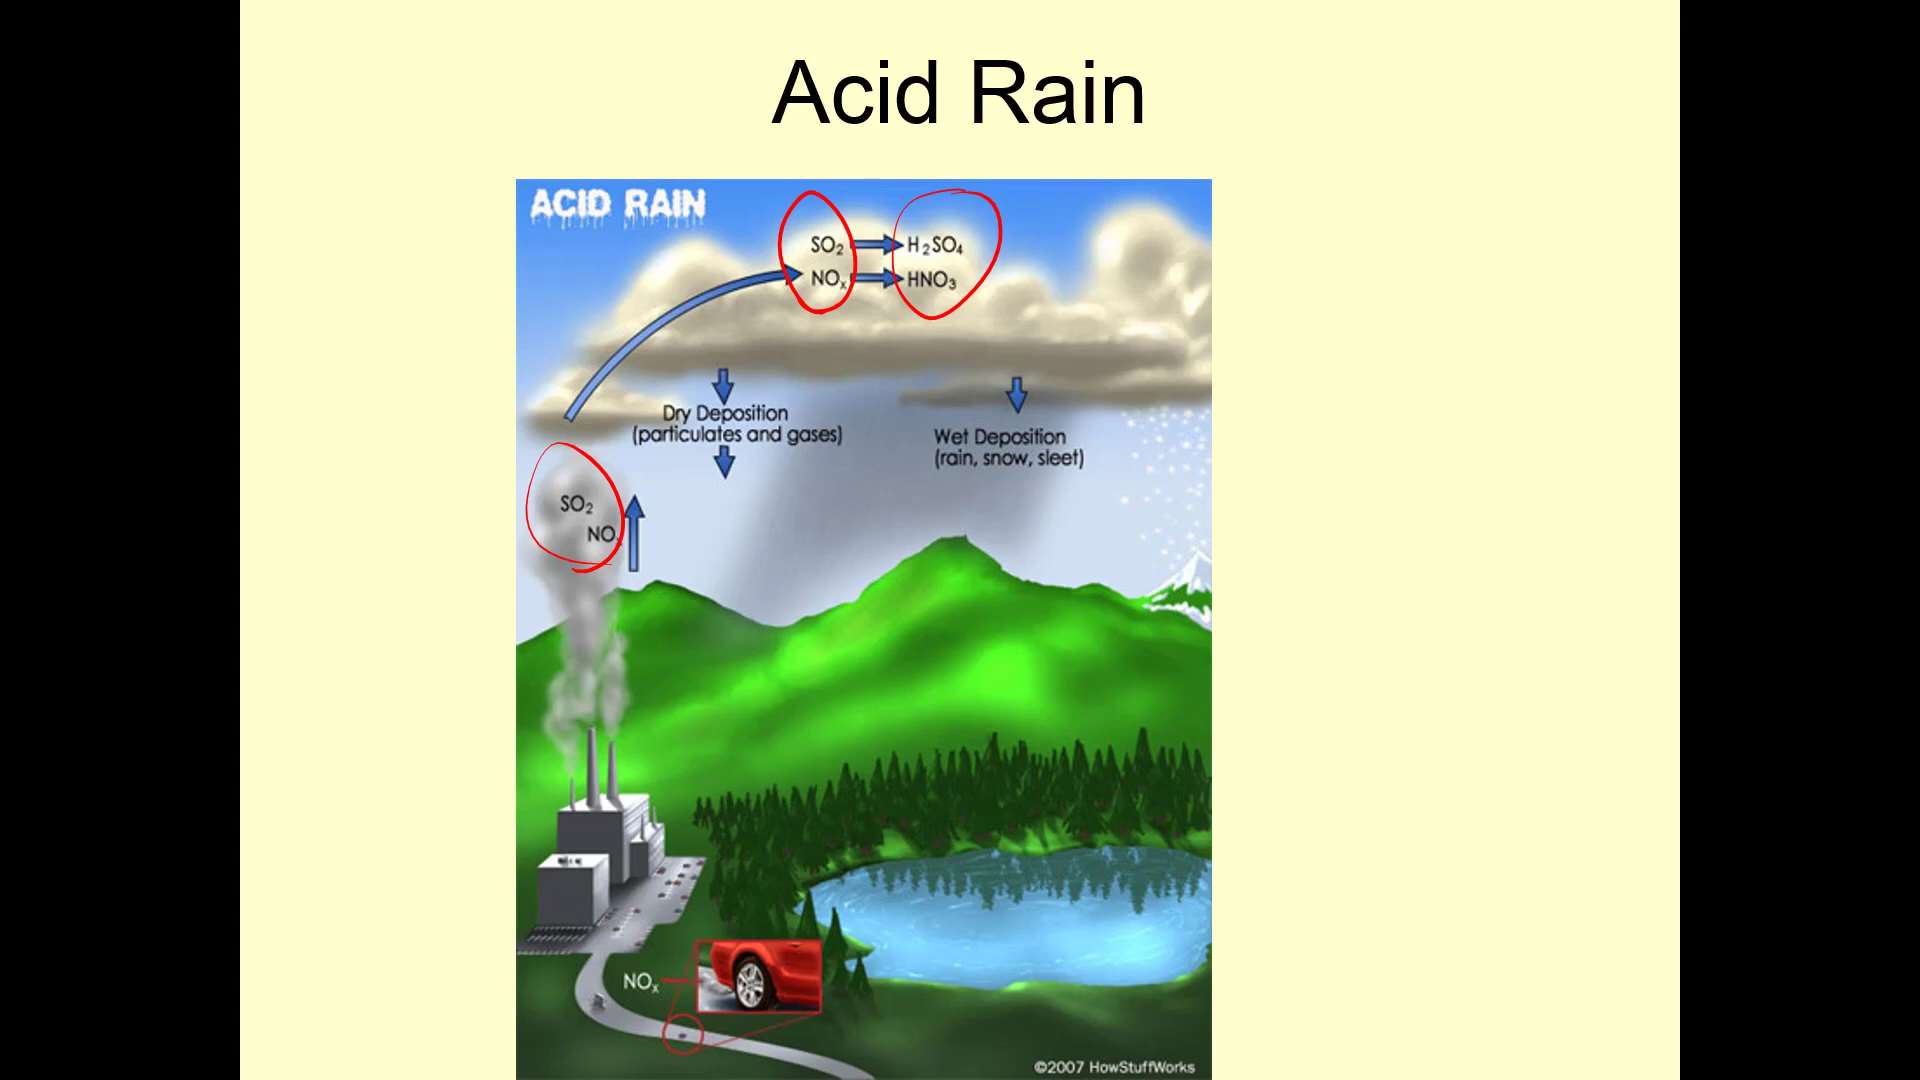 Acid Rain
ACID RAIN
SO₂ H₂SO₄
NOₓ HNO₃
Dry Deposition
(particulates and gases)
Wet Deposition
(rain, snow, sleet)
SO₂
NOₓ
NOₓ
©2007 HowStuffWorks